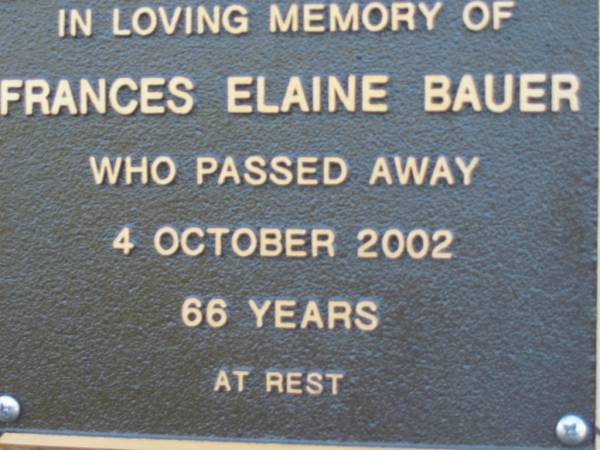 IN LOVING MEMORY OF
FRANCES ELAINE BAUER
WHO PASSED AWAY
4 OCTOBER 2002
66 YEARS
AT REST